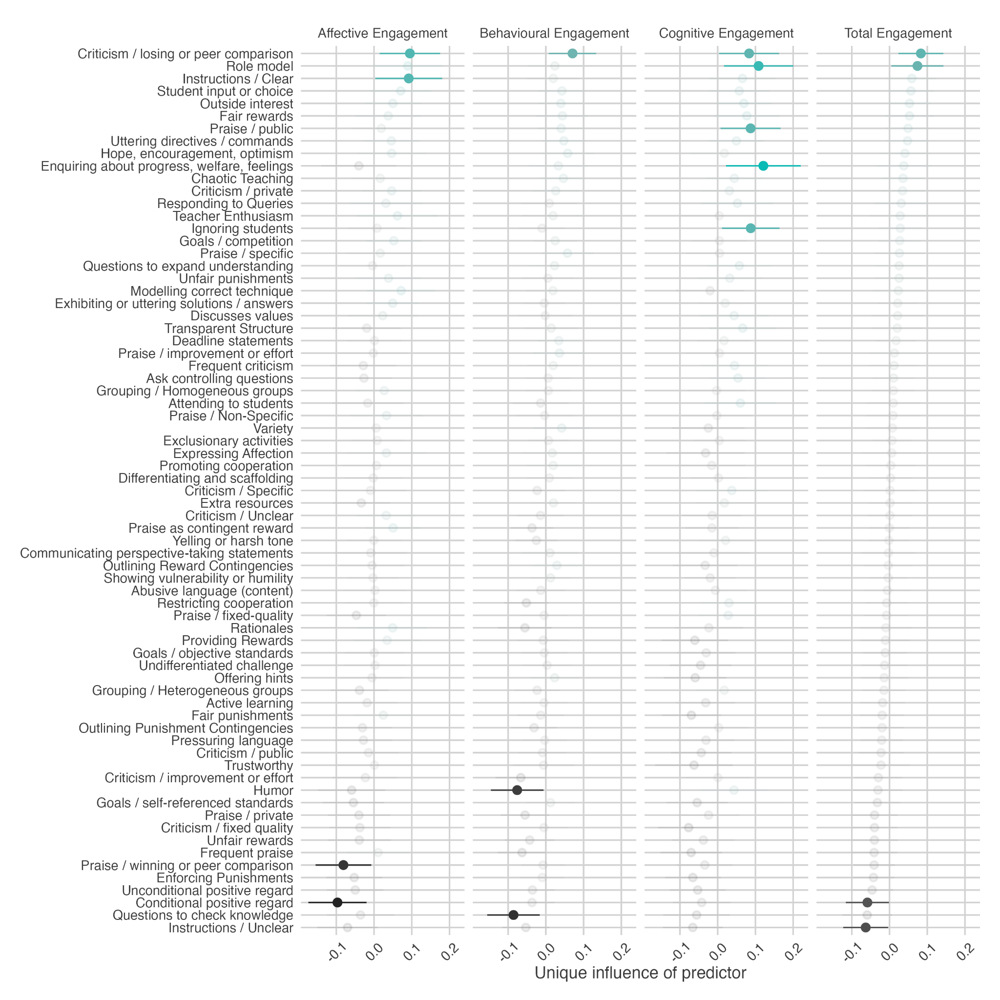 Affective Engagement Behavioural Engagement Cognitive Engagement Total Engagement
Criticism / losing or peer comparison
Role model
Instructions / Clear
Student input or choice
Outside interest
Fair rewards
Praise / public
Uttering directives / commands
Hope, encouragement, optimism
Enquiring about progress, welfare, feelings
Chaotic Teaching
Criticism / private
Responding to Queries
Teacher Enthusiasm
Ignoring students
Goals / competition
Praise / specific
Questions to expand understanding
Unfair punishments
Modelling correct technique
Exhibiting or uttering solutions / answers
Discusses values
Transparent Structure
Deadline statements
Praise / improvement or effort
Frequent criticism
Ask controlling questions
Grouping / Homogeneous groups
Attending to students
Praise / Non-Specific
Variety
Exclusionary activities
Expressing Affection
Promoting cooperation
Differentiating and scaffolding
Criticism / Specific
Extra resources
Criticism / Unclear
Praise as contingent reward
Yelling or harsh tone
Communicating perspective-taking statements
Outlining Reward Contingencies
Showing vulnerability or humility
Abusive language (content)
Restricting cooperation
Praise / fixed-quality
Rationales
Providing Rewards
Goals / objective standards
Undifferentiated challenge
Offering hints
Grouping / Heterogeneous groups
Active learning
Fair punishments
Outlining Punishment Contingencies
Pressuring language
Criticism / public
Trustworthy
Criticism / improvement or effort
Humor
Goals / self-referenced standards
Praise / private
Criticism / fixed quality
Unfair rewards
Frequent praise
Praise / winning or peer comparison
Enforcing Punishments
Unconditional positive regard
Conditional positive regard
Questions to check knowledge
Instructions / Unclear
-0.1 0.0 0.1 0.2 -0.1 0.0 0.1 0.2 -0.1 0.0 0.1 0.2 -0.1 0.0 0.1 0.2
Unique influence of predictor